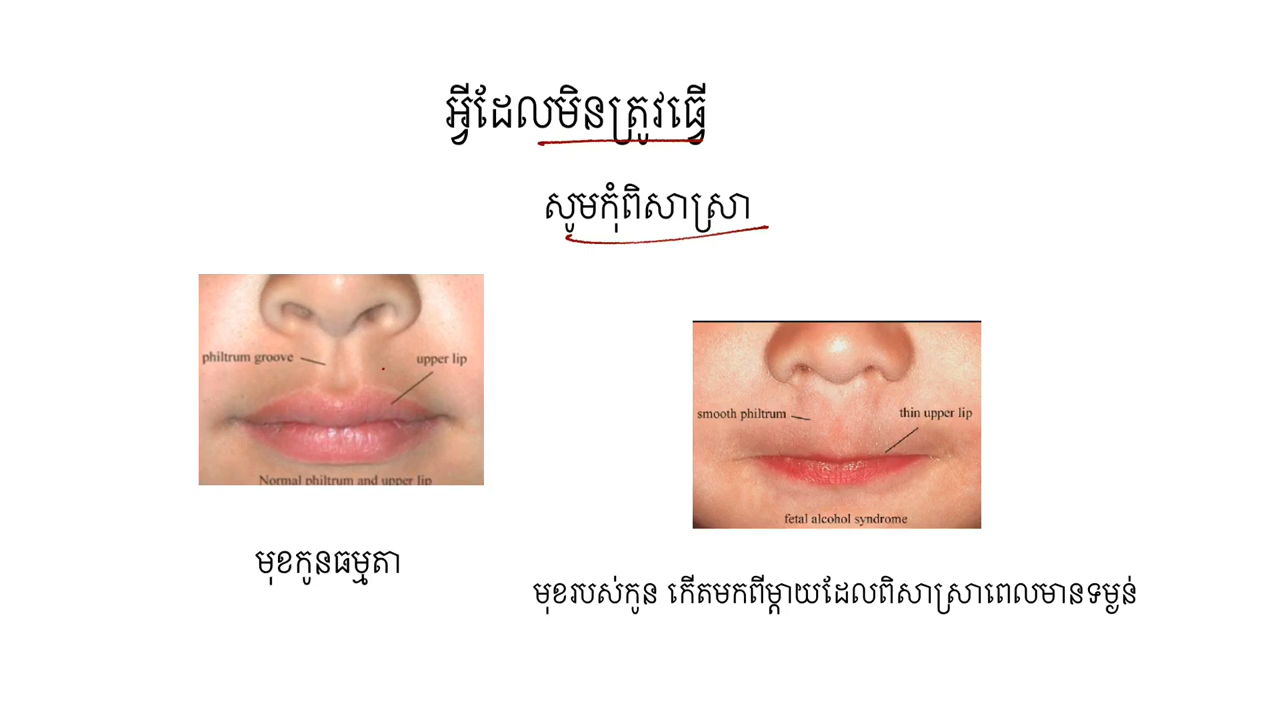 អ្វីដែលមិនត្រូវធ្វើ
សូមកុំពិសាស្រា
philtrum groove
upper lip
Normal philtrum and upper lip
smooth philtrum
thin upper lip
fetal alcohol syndrome
មុខកូនធម្មតា
មុខរបស់កូន កើតមកពីម្តាយដែលពិសាស្រាពេលមានទម្ងន់